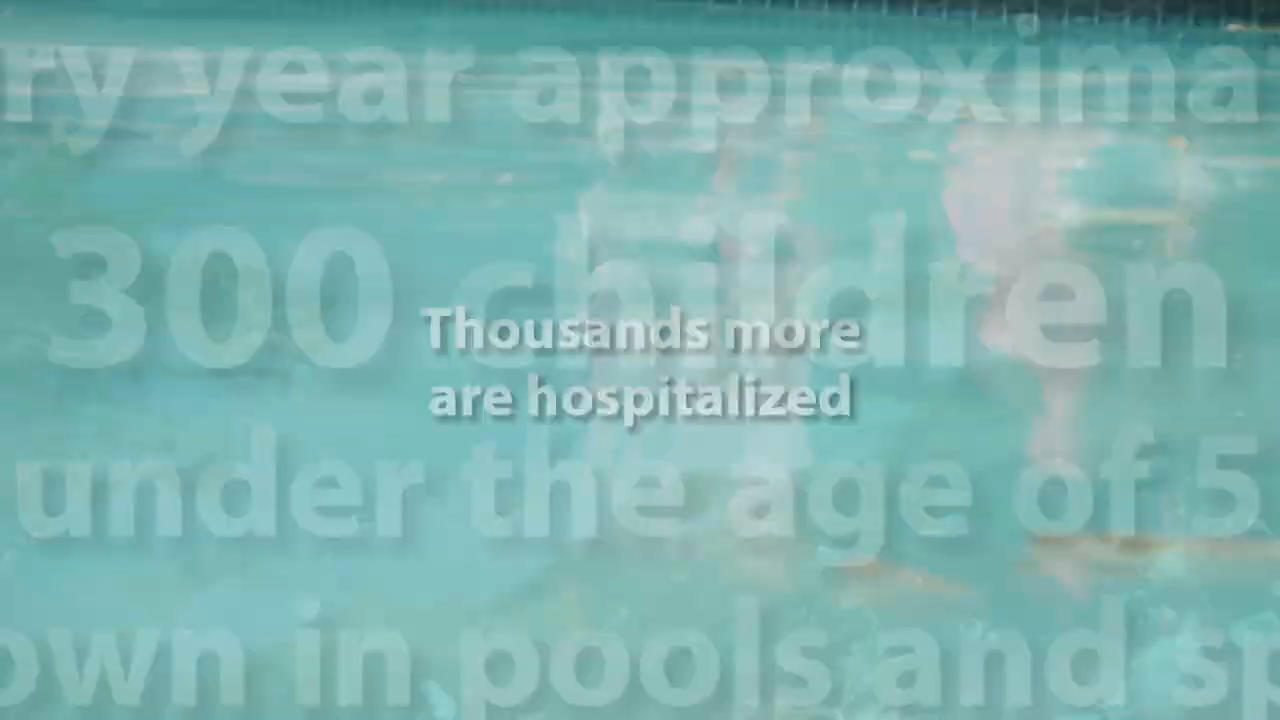 ry year approxima
300 children
Thousands more
are hospitalized
under the age of 5
own in pools and sp